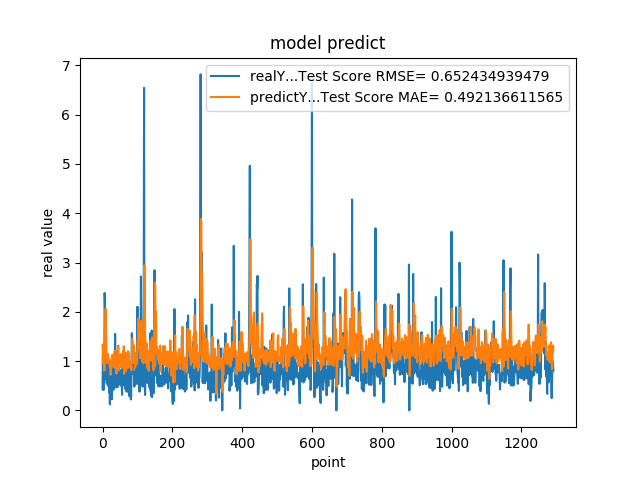 model predict
realY...Test Score RMSE= 0.652434939479
predictY...Test Score MAE= 0.492136611565
7
6
5
4
3
2
1
0
real value
0 200 400 600 800 1000 1200
point